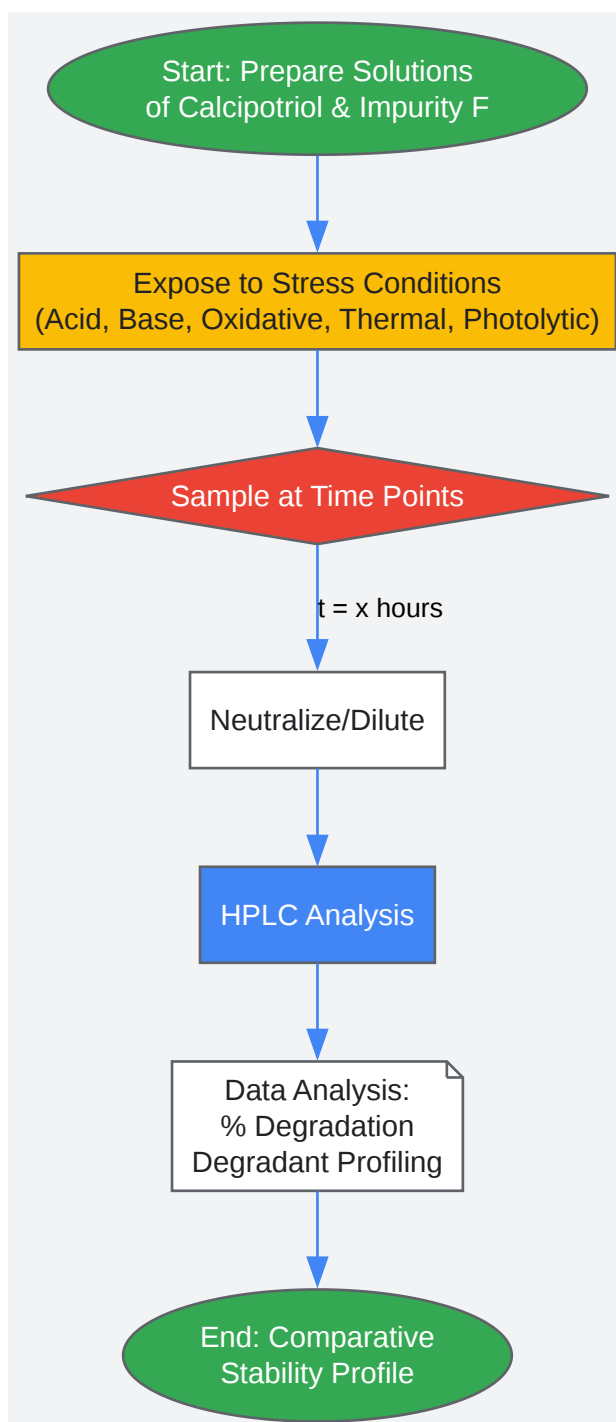 Start: Prepare Solutions
of Calcipotriol & Impurity F
Expose to Stress Conditions
(Acid, Base, Oxidative, Thermal, Photolytic)
Sample at Time Points
t = x hours
Neutralize/Dilute
HPLC Analysis
Data Analysis:
% Degradation
Degradant Profiling
End: Comparative
Stability Profile